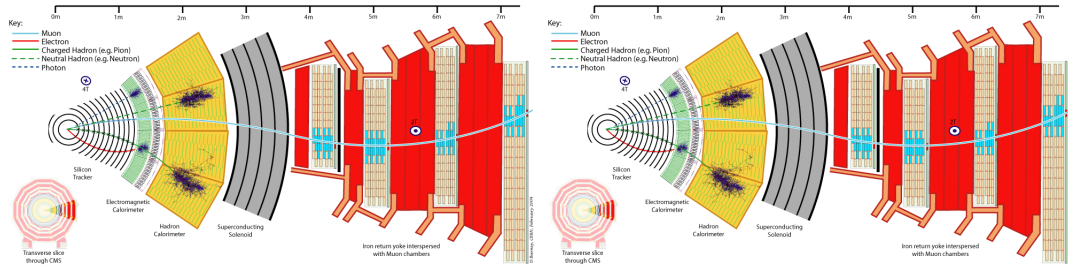 0m 1m 2m 3m 4m 5m 6m 7m
Key:
Muon
Electron
Charged Hadron (e.g. Pion)
Neutral Hadron (e.g. Neutron)
Photon
4T
2T
Silicon
Tracker
Electromagnetic
Calorimeter
Hadron
Calorimeter
Superconducting
Solenoid
Iron return yoke interspersed
with Muon chambers
Transverse slice
through CMS
D Barney, CERN, February 2004
0m 1m 2m 3m 4m 5m 6m 7m
Key:
Muon
Electron
Charged Hadron (e.g. Pion)
Neutral Hadron (e.g. Neutron)
Photon
4T
2T
Silicon
Tracker
Electromagnetic
Calorimeter
Hadron
Calorimeter
Superconducting
Solenoid
Iron return yoke interspersed
with Muon chambers
Transverse slice
through CMS